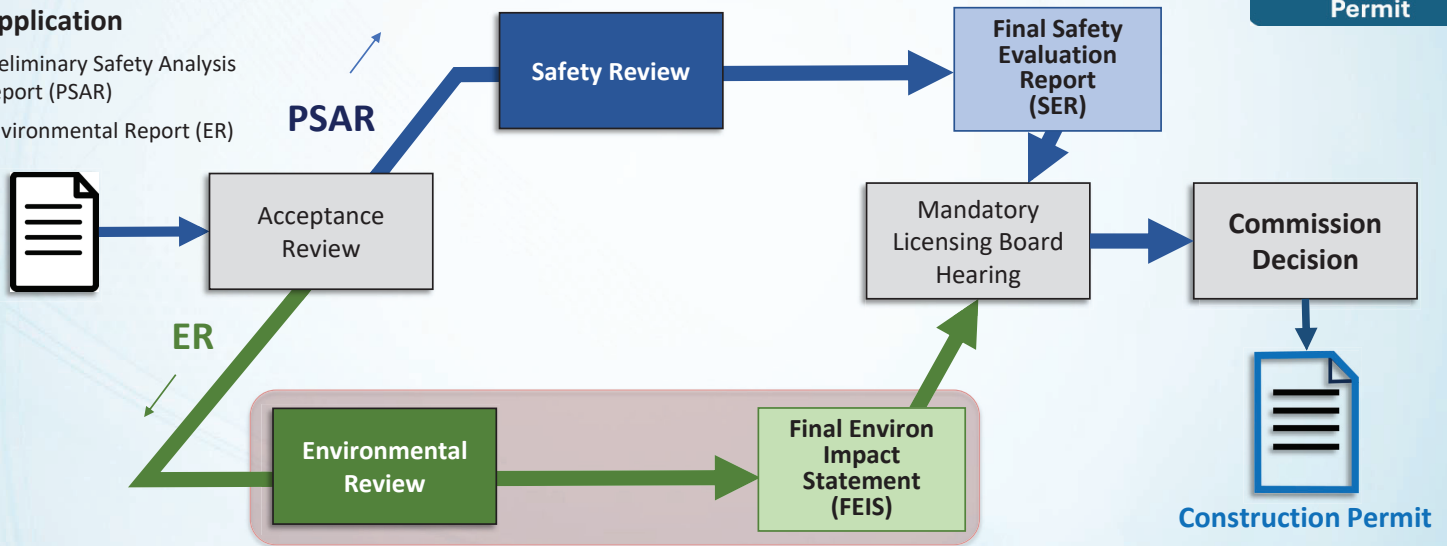 pplication
reliminary Safety Analysis
eport (PSAR)
vironmental Report (ER)
Permit
PSAR
Safety Review
Final Safety
Evaluation
Report
(SER)
Acceptance
Review
Mandatory
Licensing Board
Hearing
Commission
Decision
ER
Environmental
Review
Final Environ
Impact
Statement
(FEIS)
Construction Permit